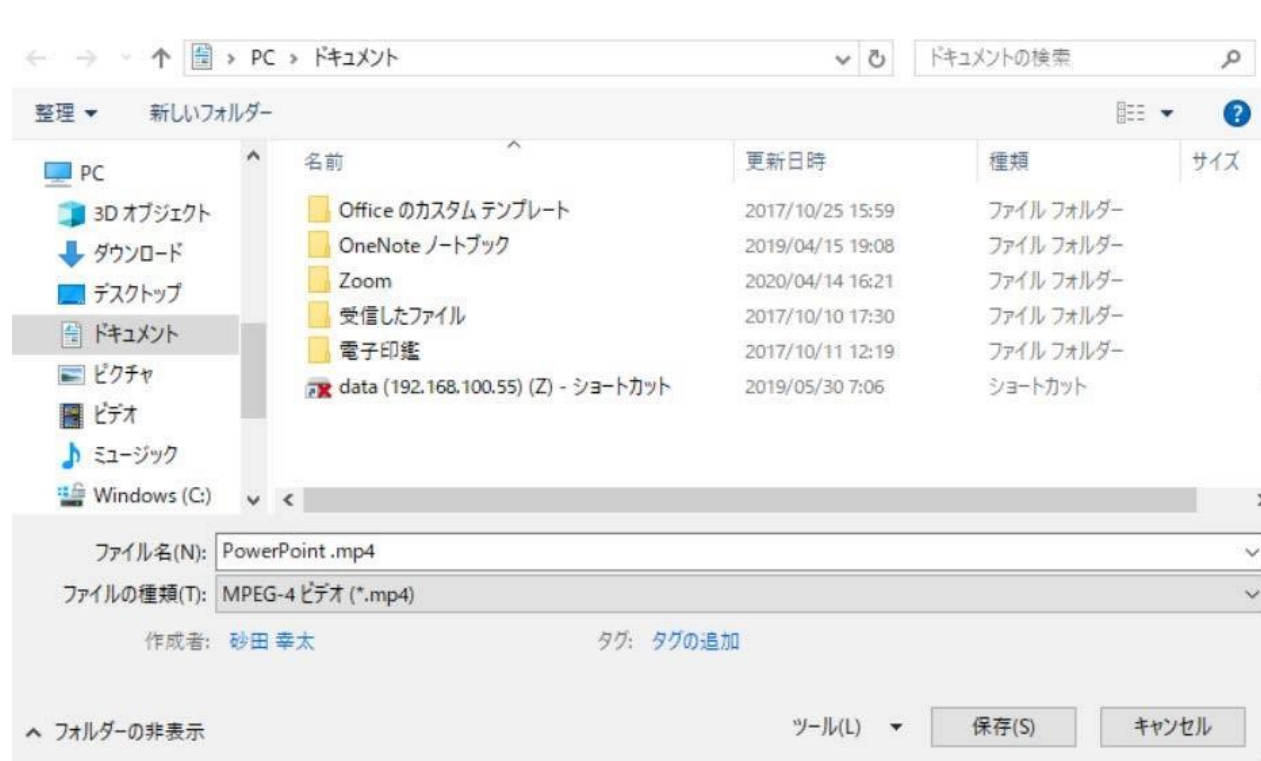 PC › ドキュメント
ドキュメントの検索
整理
新しいフォルダー
PC
3D オブジェクト
ダウンロード
デスクトップ
ドキュメント
ピクチャ
ビデオ
ミュージック
Windows (C:)
名前 更新日時 種類 サイズ
Office のカスタム テンプレート 2017/10/25 15:59 ファイル フォルダー
OneNote ノートブック 2019/04/15 19:08 ファイル フォルダー
Zoom 2020/04/14 16:21 ファイル フォルダー
受信したファイル 2017/10/10 17:30 ファイル フォルダー
電子印鑑 2017/10/11 12:19 ファイル フォルダー
data (192.168.100.55) (Z) - ショートカット 2019/05/30 7:06 ショートカット
ファイル名(N): PowerPoint .mp4
ファイルの種類(T): MPEG-4 ビデオ (*.mp4)
作成者: 砂田 幸太 タグ: タグの追加
フォルダーの非表示 ツール(L) 保存(S) キャンセル